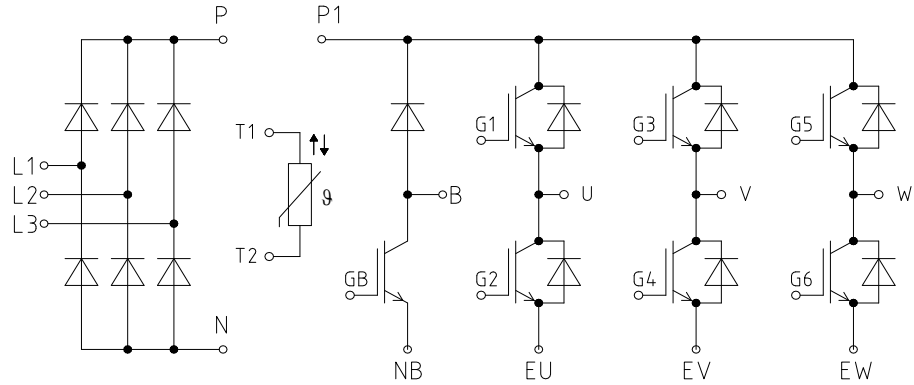 P P1
T1 G1 G3 G5
L1
L2 ϑ B U V W
L3
T2 GB G2 G4 G6
N
NB EU EV EW